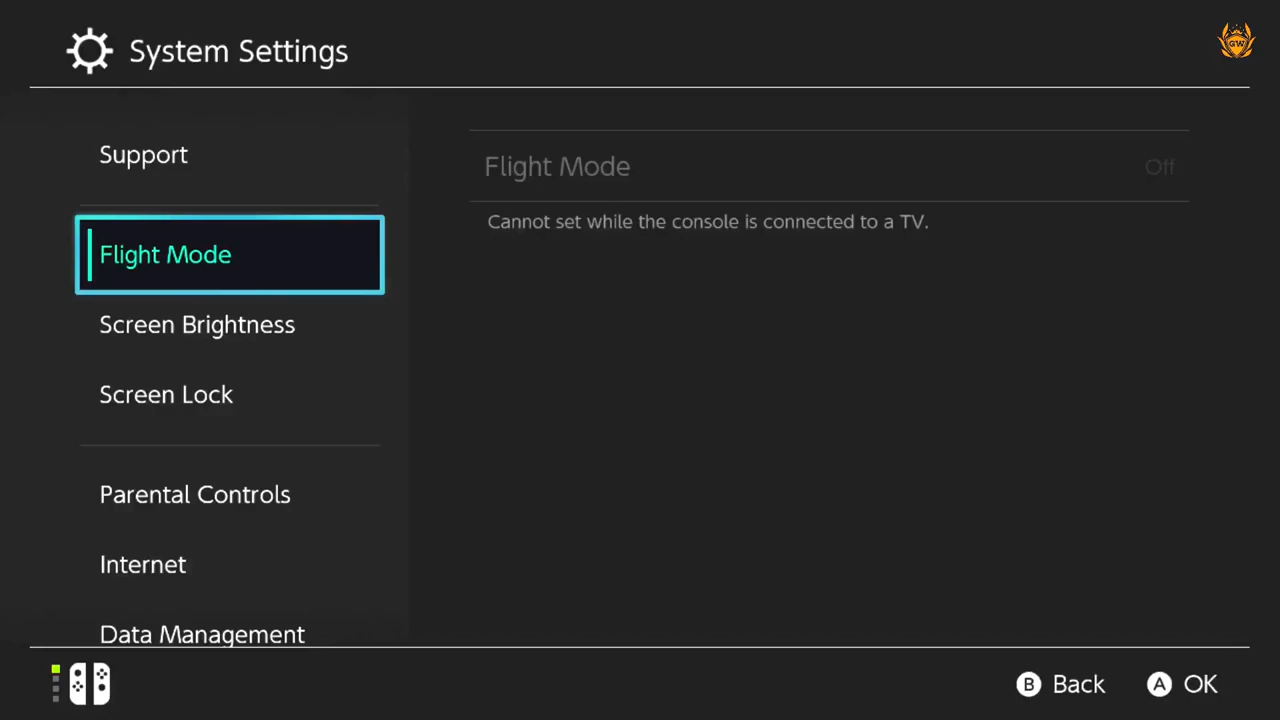 System Settings
GW
Support
Flight Mode
Screen Brightness
Screen Lock
Parental Controls
Internet
Data Management
Flight Mode Off
Cannot set while the console is connected to a TV.
B Back A OK